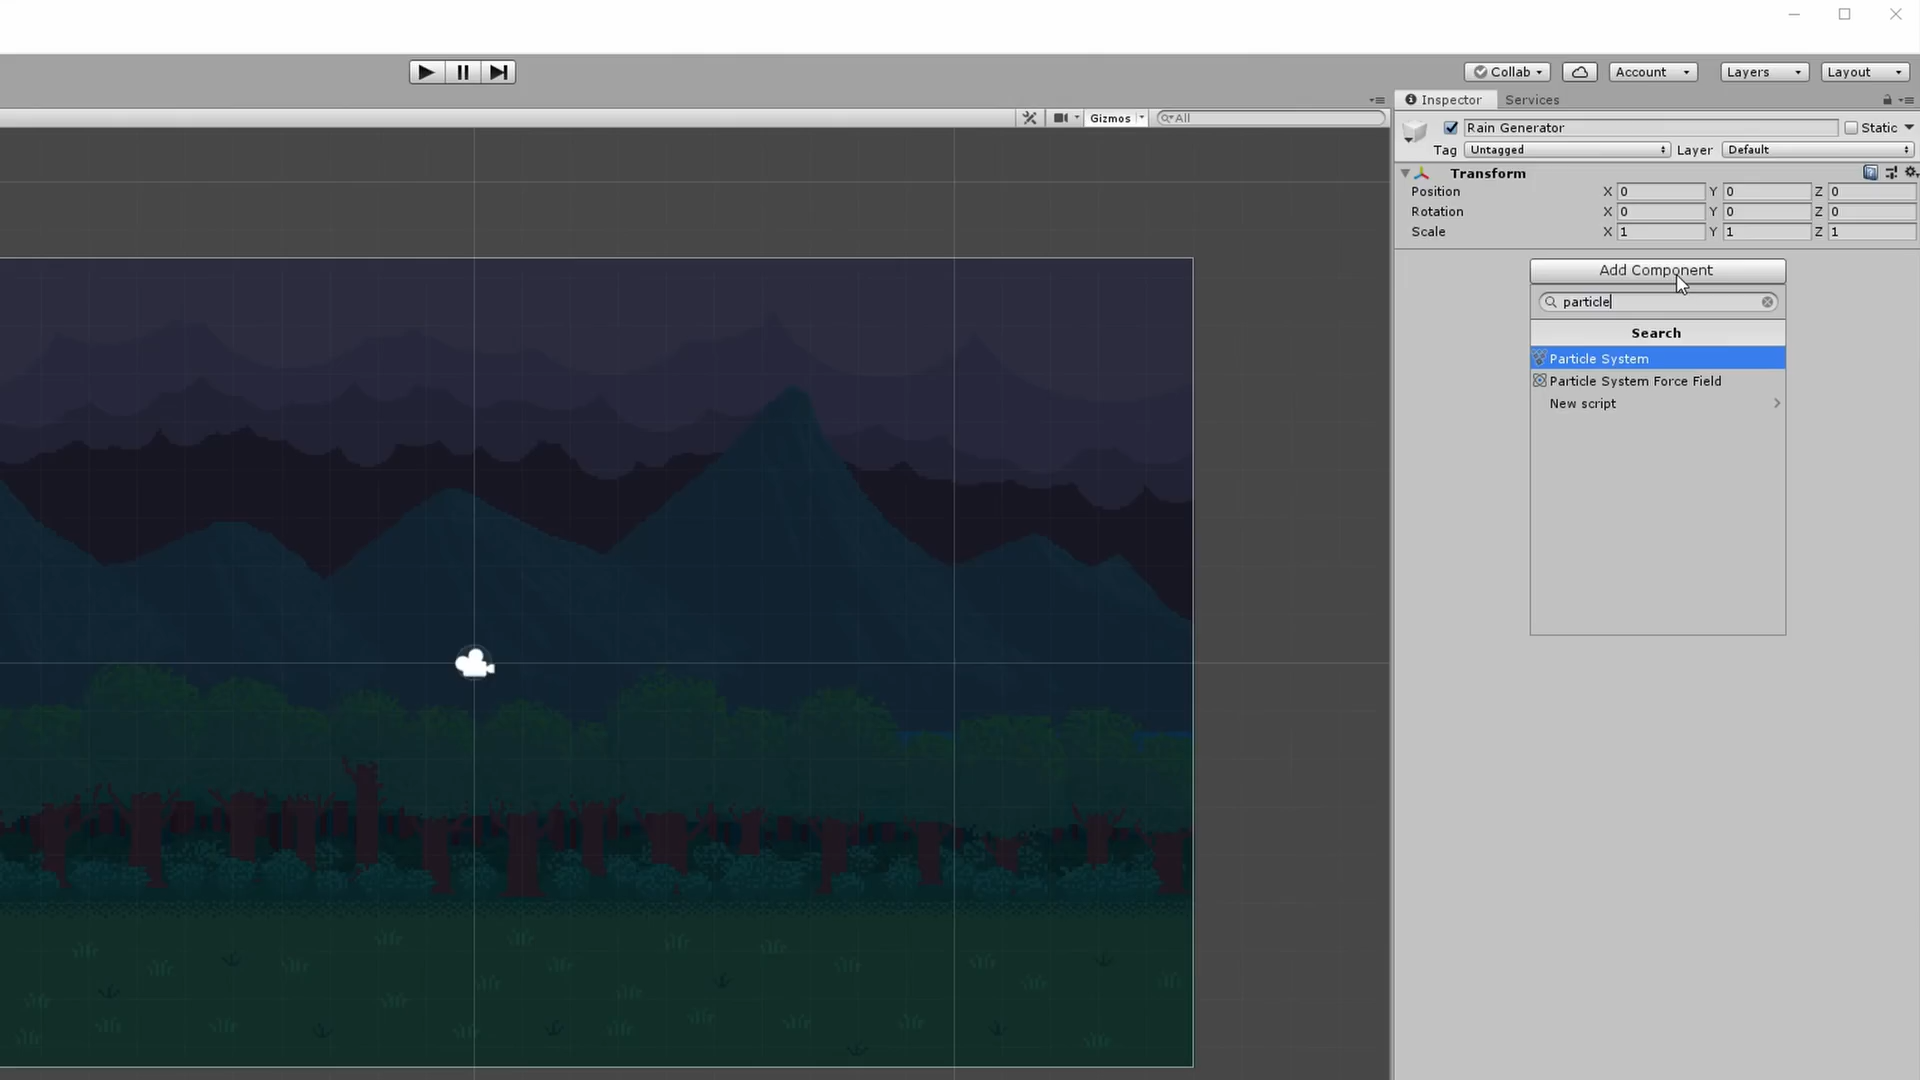 Collab Account Layers Layout
Inspector Services
Gizmos All
Rain Generator Static
Tag Untagged Layer Default
Transform
Position X 0 Y 0 Z 0
Rotation X 0 Y 0 Z 0
Scale X 1 Y 1 Z 1
Add Component
particle
Search
Particle System
Particle System Force Field
New script